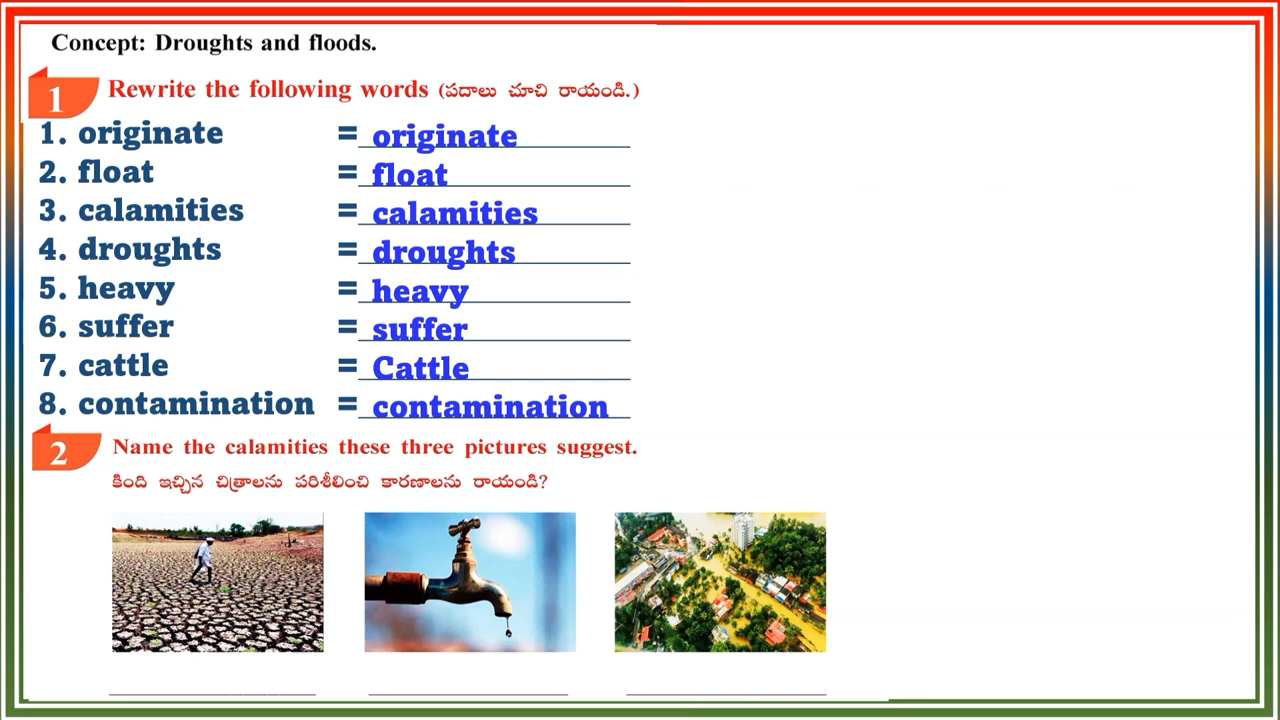 Concept: Droughts and floods.
1 Rewrite the following words (పదాలు చూచి రాయండి.)
1. originate = originate
2. float = float
3. calamities = calamities
4. droughts = droughts
5. heavy = heavy
6. suffer = suffer
7. cattle = Cattle
8. contamination = contamination
2 Name the calamities these three pictures suggest.
కింది ఇచ్చిన చిత్రాలను పరిశీలించి కారణాలను రాయండి?